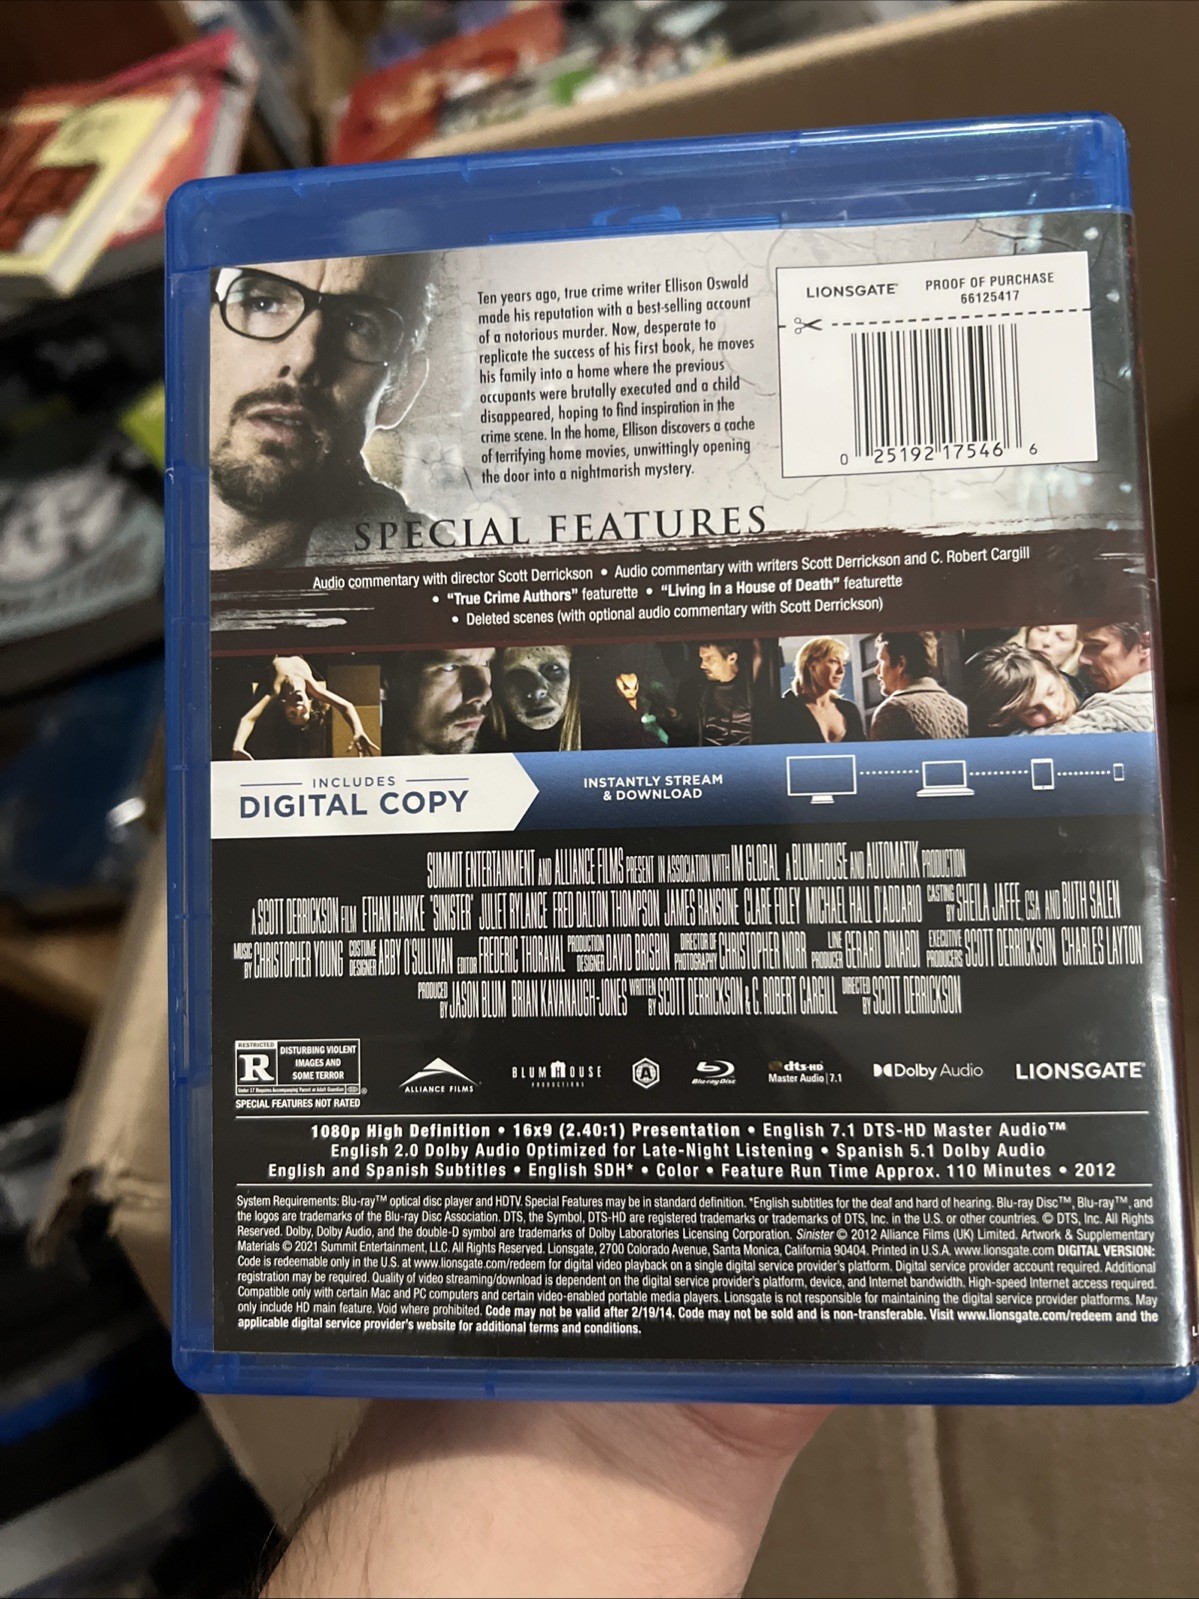 Ten years ago, true crime writer Ellison Oswald
made his reputation with a best-selling account
of a notorious murder. Now, desperate to
replicate the success of his first book, he moves
his family into a home where the previous
occupants were brutally executed and a child
disappeared, hoping to find inspiration in the
crime scene. In the home, Ellison discovers a cache
of terrifying home movies, unwittingly opening
the door into a nightmarish mystery.
LIONSGATE
PROOF OF PURCHASE
66125417
0 25192 17546 6
SPECIAL FEATURES
Audio commentary with director Scott Derrickson • Audio commentary with writers Scott Derrickson and C. Robert Cargill
• “True Crime Authors” featurette • “Living in a House of Death” featurette
• Deleted scenes (with optional audio commentary with Scott Derrickson)
INCLUDES
DIGITAL COPY
INSTANTLY STREAM
& DOWNLOAD
SUMMIT ENTERTAINMENT AND ALLIANCE FILMS PRESENT IN ASSOCIATION WITH IM GLOBAL A BLUMHOUSE AND AUTOMATIK PRODUCTION
A SCOTT DERRICKSON FILM ETHAN HAWKE "SINISTER" JULIET RYLANCE FRED DALTON THOMPSON JAMES RANSONE CLARE FOLEY MICHAEL HALL D'ADDARIO CASTING BY SHEILA JAFFE, CSA AND RUTH SALEN
MUSIC BY CHRISTOPHER YOUNG COSTUME DESIGNER ABBY O'SULLIVAN EDITOR FREDERIC THORAVAL PRODUCTION DESIGNER DAVID BRISBIN DIRECTOR OF PHOTOGRAPHY CHRISTOPHER NORR LINE PRODUCER GERARD DINARDI EXECUTIVE PRODUCERS SCOTT DERRICKSON CHARLES LAYTON
PRODUCED BY JASON BLUM BRIAN KAVANAUGH-JONES WRITTEN BY SCOTT DERRICKSON & C. ROBERT CARGILL DIRECTED BY SCOTT DERRICKSON
RESTRICTED
R
DISTURBING VIOLENT
IMAGES AND
SOME TERROR
Under 17 Requires Accompanying Parent or Adult Guardian
SPECIAL FEATURES NOT RATED
ALLIANCE FILMS
BLUMHOUSE
PRODUCTIONS
A
Blu-ray Disc
dts-HD
Master Audio | 7.1
Dolby Audio
LIONSGATE
1080p High Definition • 16x9 (2.40:1) Presentation • English 7.1 DTS-HD Master Audio™
English 2.0 Dolby Audio Optimized for Late-Night Listening • Spanish 5.1 Dolby Audio
English and Spanish Subtitles • English SDH* • Color • Feature Run Time Approx. 110 Minutes • 2012
System Requirements: Blu-ray™ optical disc player and HDTV. Special Features may be in standard definition. *English subtitles for the deaf and hard of hearing. Blu-ray Disc™, Blu-ray™, and
the logos are trademarks of the Blu-ray Disc Association. DTS, the Symbol, DTS-HD are registered trademarks or trademarks of DTS, Inc. in the U.S. or other countries. © DTS, Inc. All Rights
Reserved. Dolby, Dolby Audio, and the double-D symbol are trademarks of Dolby Laboratories Licensing Corporation. Sinister © 2012 Alliance Films (UK) Limited. Artwork & Supplementary
Materials © 2021 Summit Entertainment, LLC. All Rights Reserved. Lionsgate, 2700 Colorado Avenue, Santa Monica, California 90404. Printed in U.S.A. www.lionsgate.com DIGITAL VERSION:
Code is redeemable only in the U.S. at www.lionsgate.com/redeem for digital video playback on a single digital service provider's platform. Digital service provider account required. Additional
registration may be required. Quality of video streaming/download is dependent on the digital service provider's platform, device, and Internet bandwidth. High-speed Internet access required.
Compatible only with certain Mac and PC computers and certain video-enabled portable media players. Lionsgate is not responsible for maintaining the digital service provider platforms. May
only include HD main feature. Void where prohibited. Code may not be valid after 2/19/14. Code may not be sold and is non-transferable. Visit www.lionsgate.com/redeem and the
applicable digital service provider's website for additional terms and conditions.